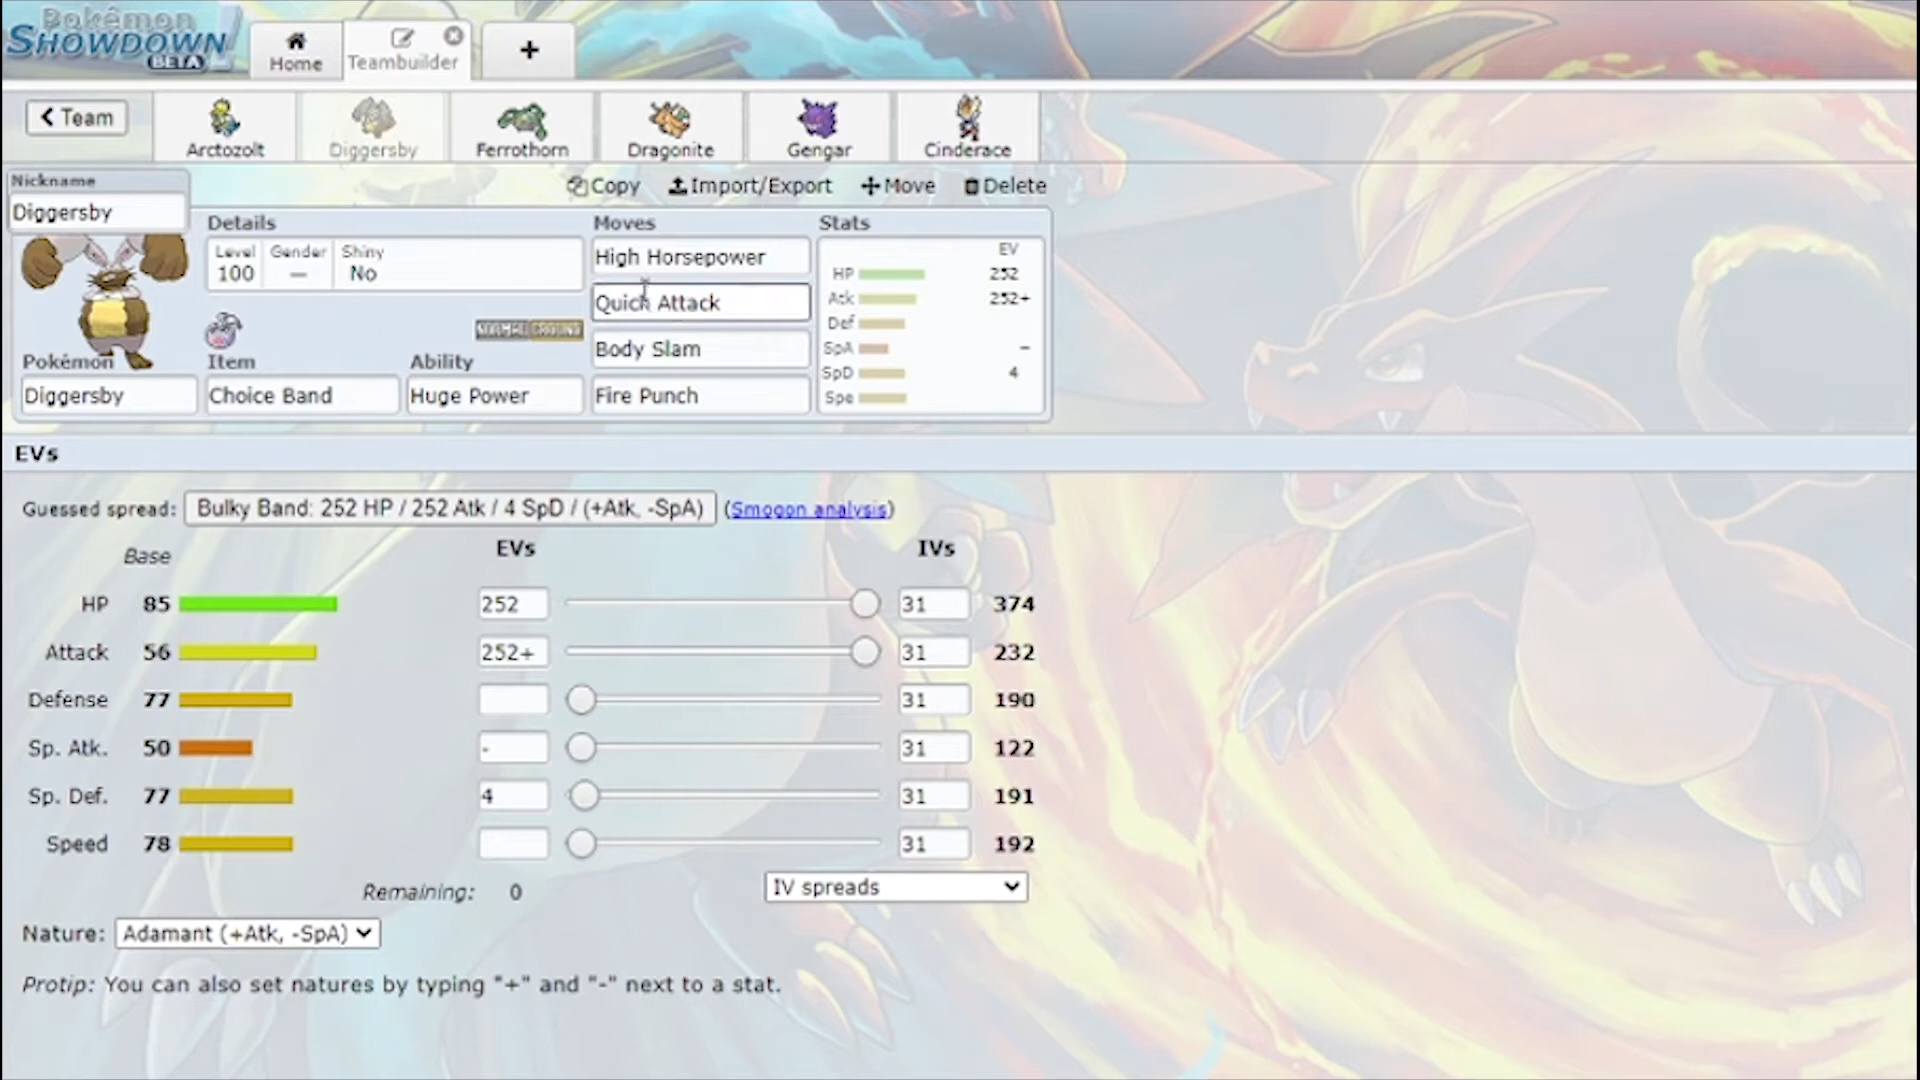 Pokémon
SHOWDOWN
BETA
Home
Teambuilder
+
< Team
Arctozolt
Diggersby
Ferrothorn
Dragonite
Gengar
Cinderace
Copy Import/Export Move Delete
Nickname
Diggersby
Details
Level Gender Shiny
100 — No
NORMAL GROUND
Pokémon
Diggersby
Item
Choice Band
Ability
Huge Power
Moves
High Horsepower
Quick Attack
Body Slam
Fire Punch
Stats
EV
HP 252
Atk 252+
Def
SpA −
SpD 4
Spe
EVs
Guessed spread: Bulky Band: 252 HP / 252 Atk / 4 SpD / (+Atk, -SpA) (Smogon analysis)
Base EVs IVs
HP 85 252 31 374
Attack 56 252+ 31 232
Defense 77 31 190
Sp. Atk. 50 - 31 122
Sp. Def. 77 4 31 191
Speed 78 31 192
Remaining: 0 IV spreads
Nature: Adamant (+Atk, -SpA)
Protip: You can also set natures by typing "+" and "-" next to a stat.